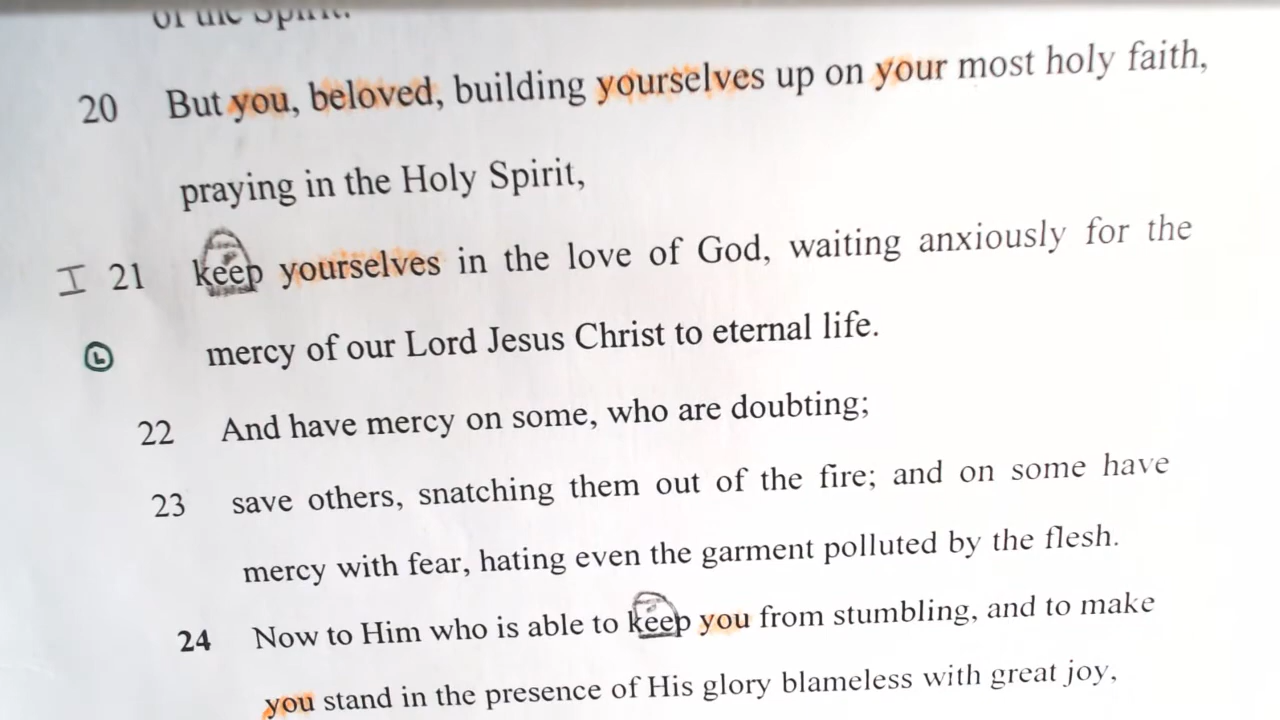 of the Spirit.
20 But you, beloved, building yourselves up on your most holy faith,
praying in the Holy Spirit,
I 21 keep yourselves in the love of God, waiting anxiously for the
L mercy of our Lord Jesus Christ to eternal life.
22 And have mercy on some, who are doubting;
23 save others, snatching them out of the fire; and on some have
mercy with fear, hating even the garment polluted by the flesh.
24 Now to Him who is able to keep you from stumbling, and to make
you stand in the presence of His glory blameless with great joy,